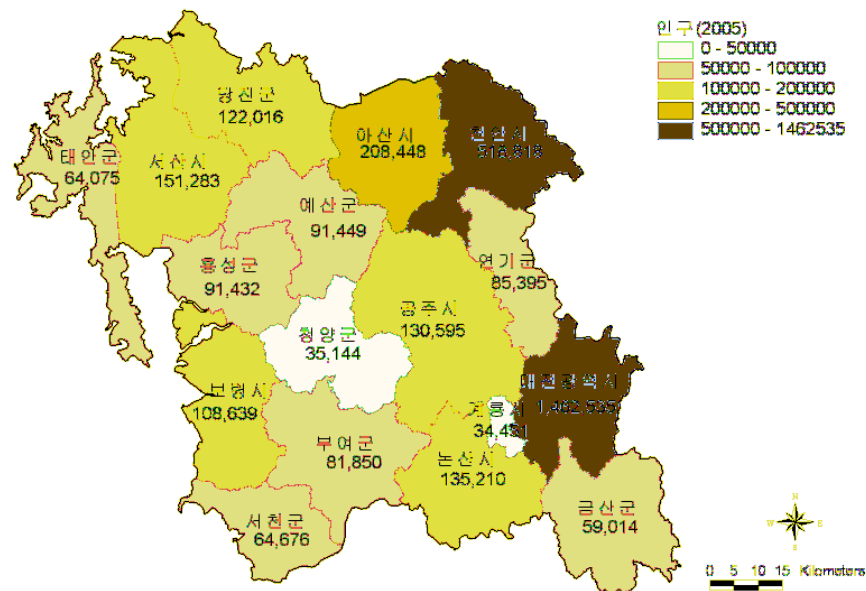 인구(2005)
0 - 50000
50000 - 100000
100000 - 200000
200000 - 500000
500000 - 1462535
당진군
122,016
아산시
208,448
천안시
태안군
64,075
서산시
151,283
예산군
91,449
홍성군
91,432
연기군
85,395
공주시
130,595
청양군
35,144
보령시
108,639
대전광역시
1,462,535
계룡시
부여군
81,850
논산시
135,210
서천군
64,676
금산군
59,014
N
W
E
S
0 5 10 15 Kilometers